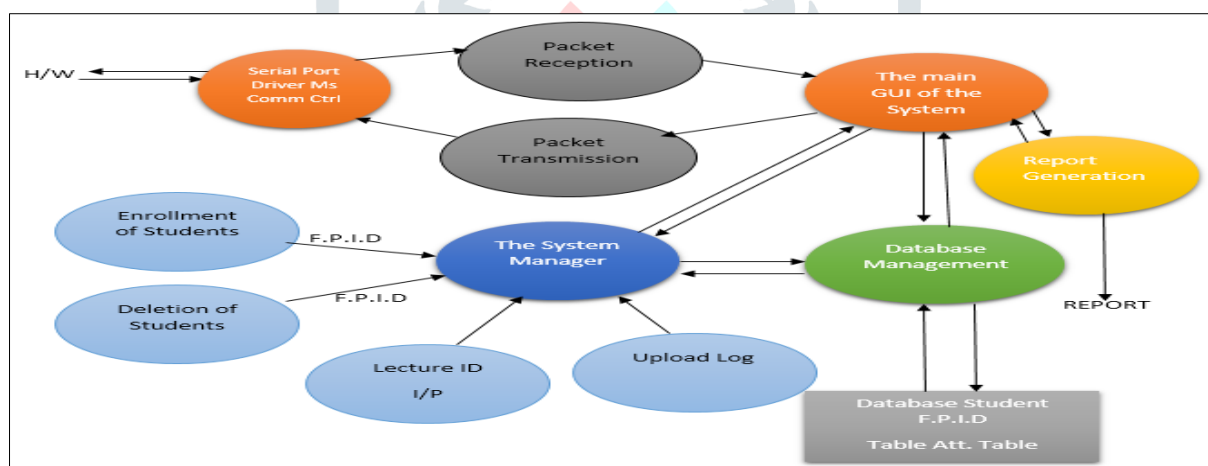 Packet
Reception
H/W
Serial Port
Driver Ms
Comm Ctrl
The main
GUI of the
System
Packet
Transmission
Report
Generation
Enrollment
of Students
F.P.I.D
The System
Manager
Database
Management
Deletion of
Students
F.P.I.D
REPORT
Lecture ID
I/P
Upload Log
Database Student
F.P.I.D
Table Att. Table